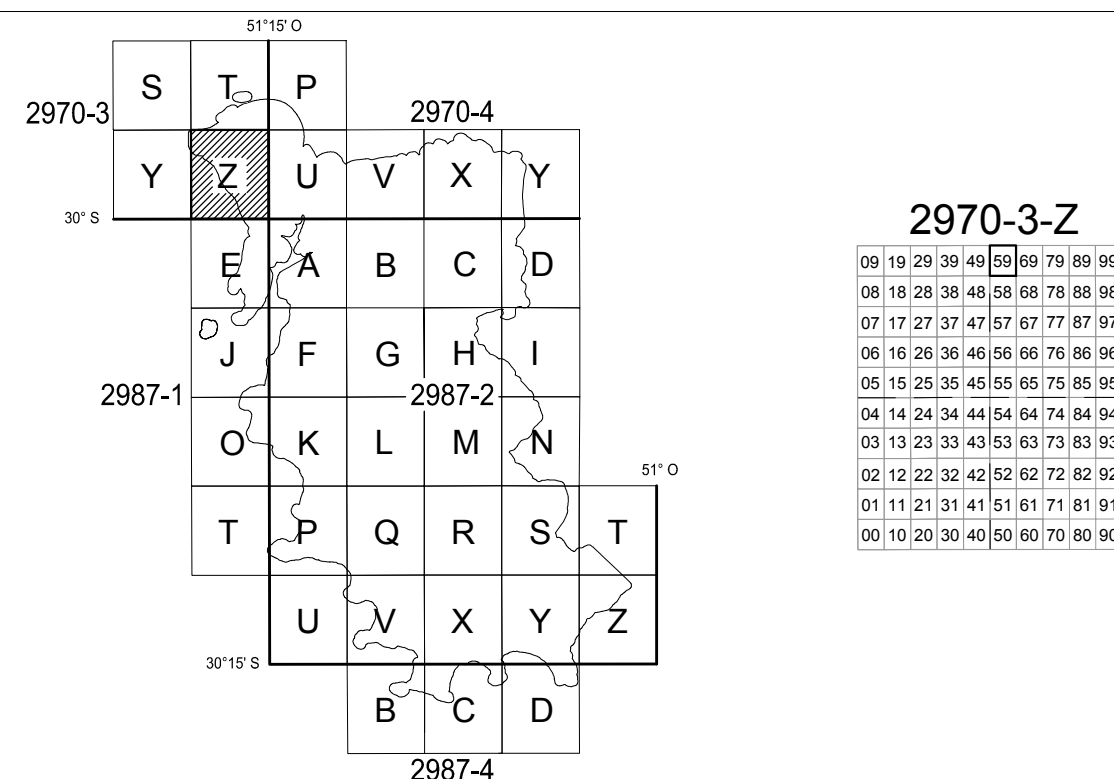 51°15' O
S T P
2970-3 2970-4
Y Z U V X Y
30° S
E A B C D
J F G H I
2987-1 2987-2
O K L M N
51° O
T P Q R S T
U V X Y Z
30°15' S
B C D
2987-4
2970-3-Z
09 19 29 39 49 59 69 79 89 99
08 18 28 38 48 58 68 78 88 98
07 17 27 37 47 57 67 77 87 97
06 16 26 36 46 56 66 76 86 96
05 15 25 35 45 55 65 75 85 95
04 14 24 34 44 54 64 74 84 94
03 13 23 33 43 53 63 73 83 93
02 12 22 32 42 52 62 72 82 92
01 11 21 31 41 51 61 71 81 91
00 10 20 30 40 50 60 70 80 90